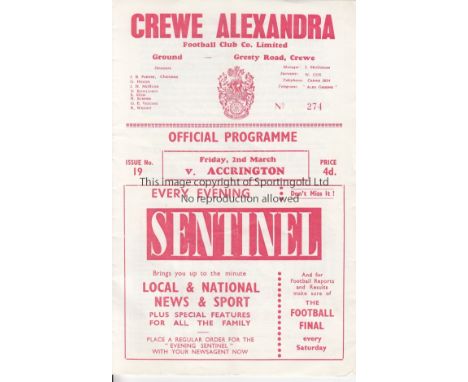 CREWE ALEXANDRA
Football Club Co. Limited
Ground — Gresty Road, Crewe
Nº 274
OFFICIAL PROGRAMME
ISSUE No. 19
Friday, 2nd March
v. ACCRINGTON
PRICE 4d.
This image copyright of Sportingold Ltd
No reproduction allowed
EVERY EVENING
Don't Miss it !
SENTINEL
Brings you up to the minute
LOCAL & NATIONAL
NEWS & SPORT
PLUS SPECIAL FEATURES
FOR ALL THE FAMILY
PLACE A REGULAR ORDER FOR THE
"EVENING SENTINEL"
WITH YOUR NEWSAGENT NOW
And for
Football Reports
and Results
make sure of
THE
FOOTBALL
FINAL
every
Saturday